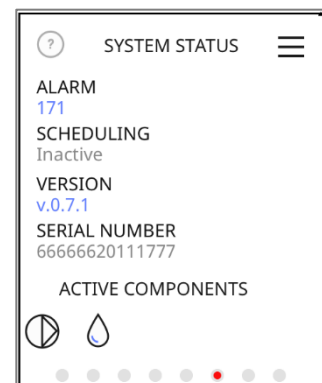 ?
SYSTEM STATUS
ALARM
171
SCHEDULING
Inactive
VERSION
v.0.7.1
SERIAL NUMBER
66666620111777
ACTIVE COMPONENTS